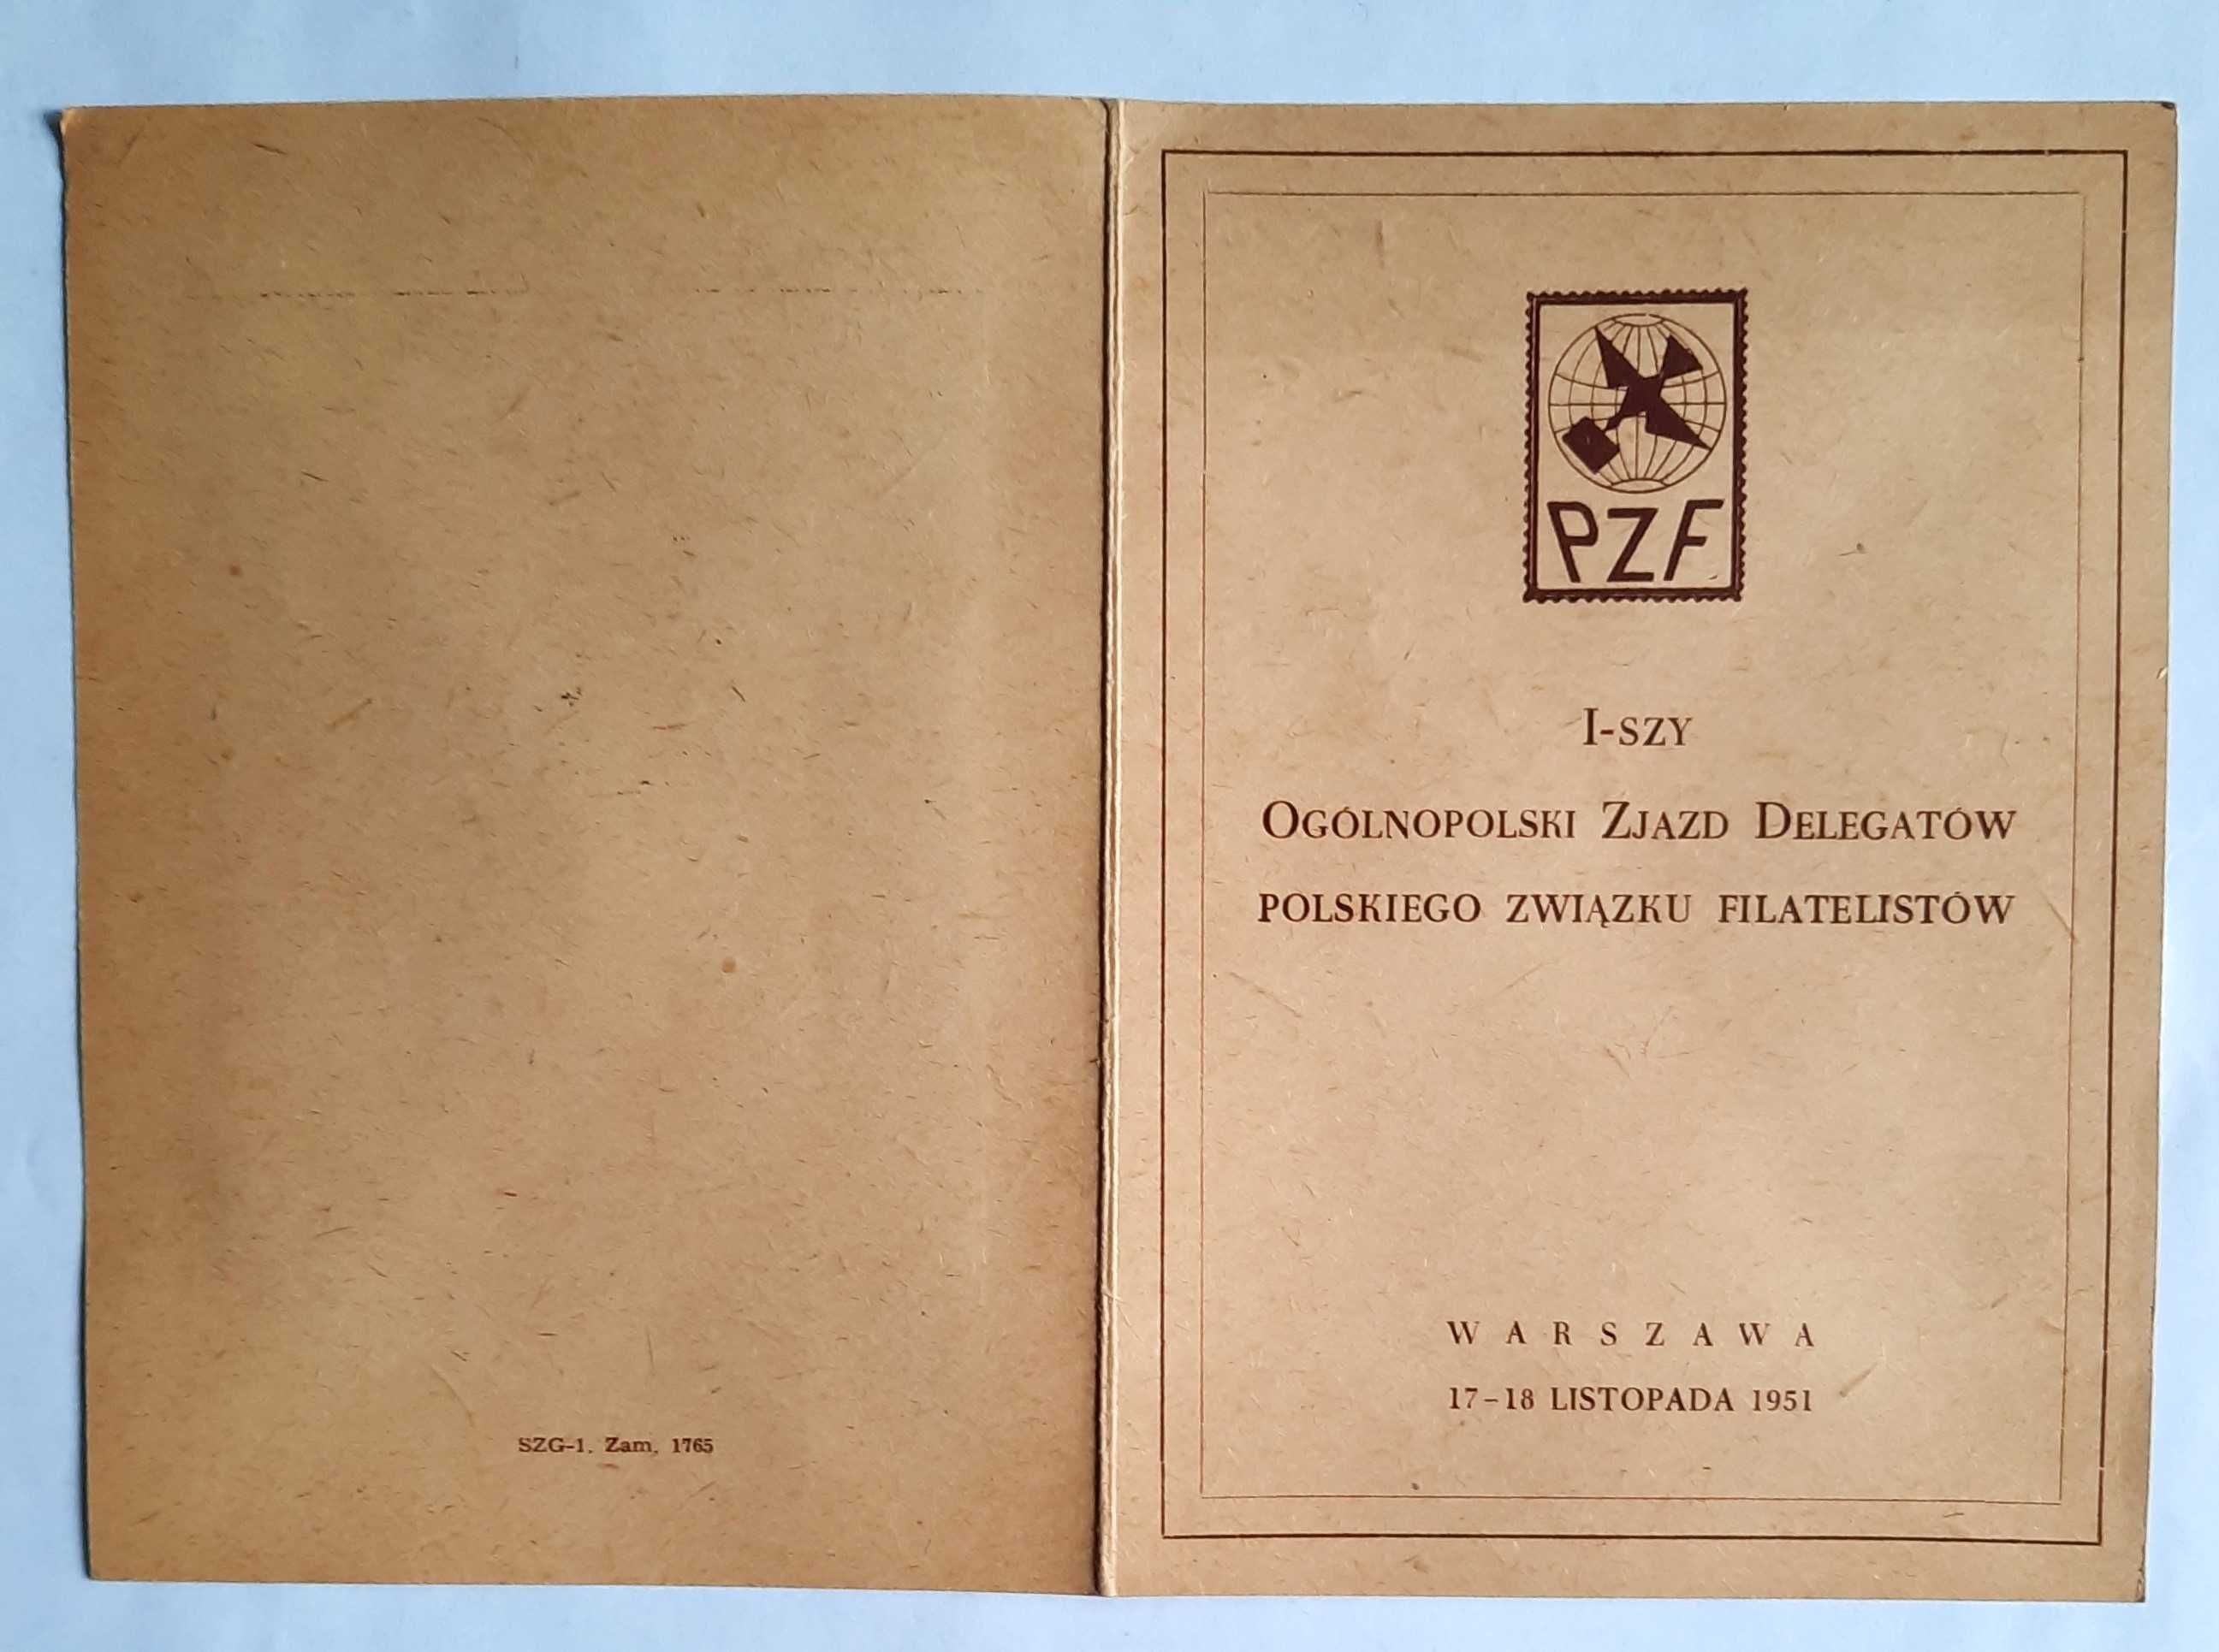 SZG-1. Zam. 1765
PZF
I-SZY
OGÓLNOPOLSKI ZJAZD DELEGATÓW
POLSKIEGO ZWIĄZKU FILATELISTÓW
WARSZAWA
17-18 LISTOPADA 1951